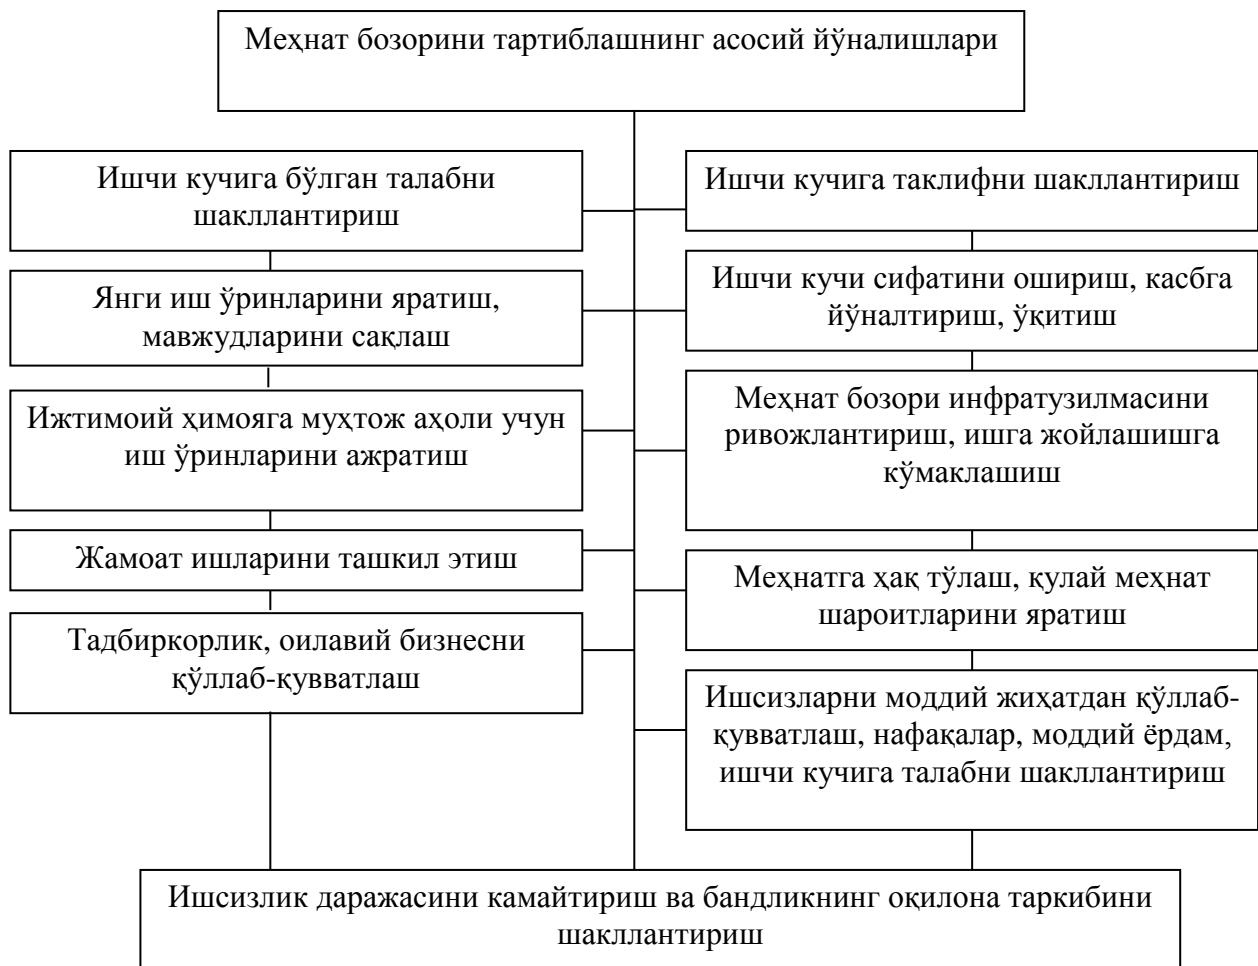 Меҳнат бозорини тартиблашнинг асосий йўналишлари
Ишчи кучига бўлган талабни
шакллантириш
Янги иш ўринларини яратиш,
мавжудларини сақлаш
Ижтимоий ҳимояга муҳтож аҳоли учун
иш ўринларини ажратиш
Жамоат ишларини ташкил этиш
Тадбиркорлик, оилавий бизнесни
қўллаб-қувватлаш
Ишчи кучига таклифни шакллантириш
Ишчи кучи сифатини ошириш, касбга
йўналтириш, ўқитиш
Меҳнат бозори инфратузилмасини
ривожлантириш, ишга жойлашишга
кўмаклашиш
Меҳнатга ҳақ тўлаш, қулай меҳнат
шароитларини яратиш
Ишсизларни моддий жиҳатдан қўллаб-
қувватлаш, нафақалар, моддий ёрдам,
ишчи кучига талабни шакллантириш
Ишсизлик даражасини камайтириш ва бандликнинг оқилона таркибини
шакллантириш